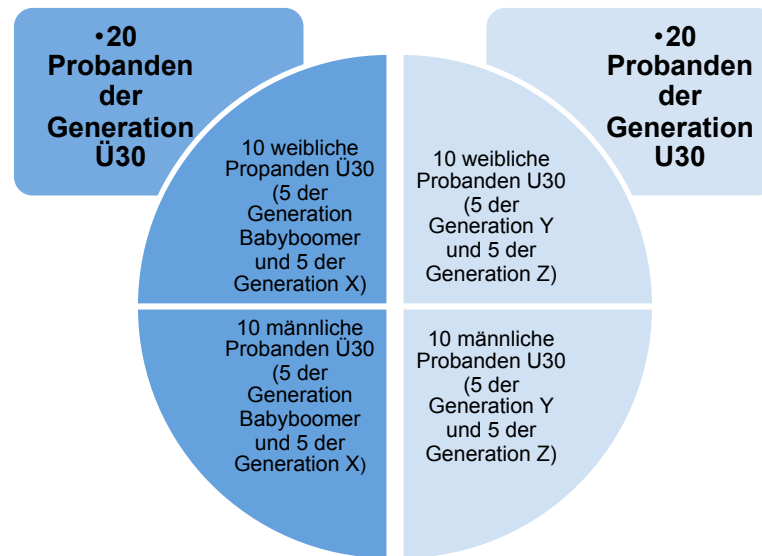 •20
Probanden
der
Generation
Ü30
•20
Probanden
der
Generation
U30
10 weibliche
Propanden Ü30
(5 der
Generation
Babyboomer
und 5 der
Generation X)
10 weibliche
Probanden U30
(5 der
Generation Y
und 5 der
Generation Z)
10 männliche
Probanden Ü30
(5 der
Generation
Babyboomer
und 5 der
Generation X)
10 männliche
Probanden U30
(5 der
Generation Y
und 5 der
Generation Z)